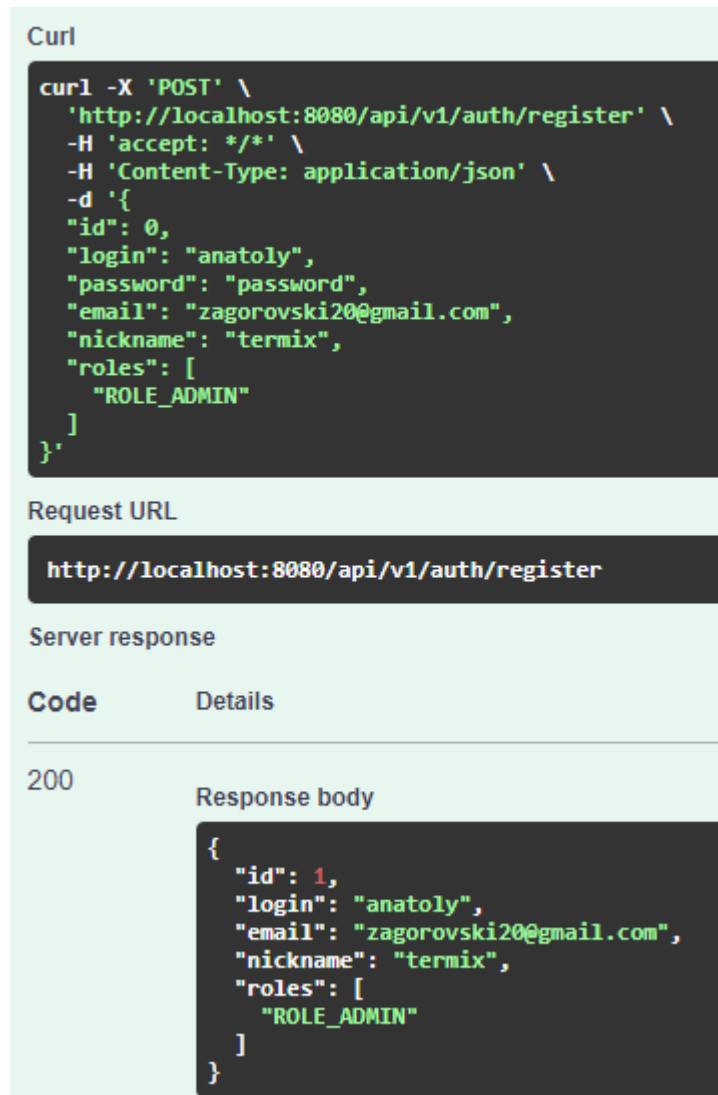 Curl
curl -X 'POST' \
  'http://localhost:8080/api/v1/auth/register' \
  -H 'accept: */*' \
  -H 'Content-Type: application/json' \
  -d '{
  "id": 0,
  "login": "anatoly",
  "password": "password",
  "email": "zagorovski20@gmail.com",
  "nickname": "termix",
  "roles": [
    "ROLE_ADMIN"
  ]
}'
Request URL
http://localhost:8080/api/v1/auth/register
Server response
Code Details
200
Response body
{
  "id": 1,
  "login": "anatoly",
  "email": "zagorovski20@gmail.com",
  "nickname": "termix",
  "roles": [
    "ROLE_ADMIN"
  ]
}